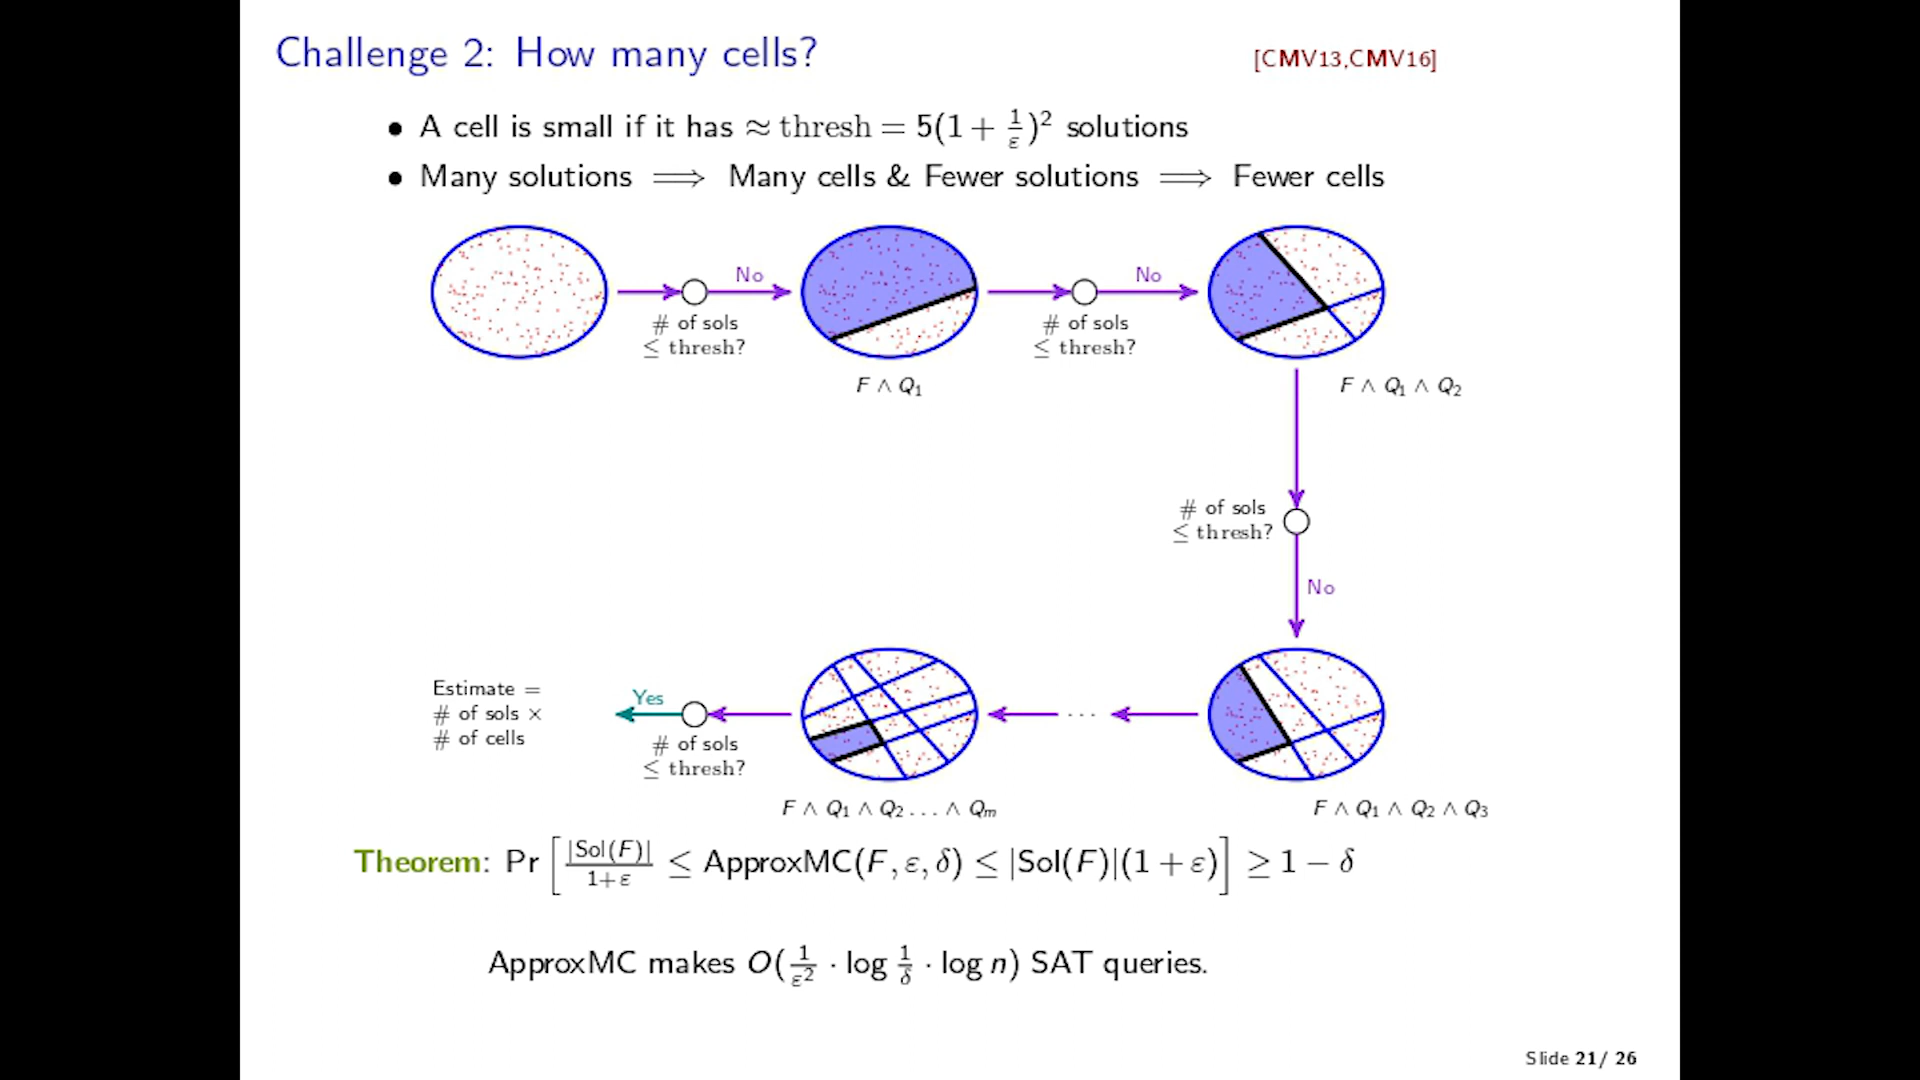 Challenge 2: How many cells? [CMV13,CMV16]
• A cell is small if it has ≈ thresh = 5(1 + 1/ε)² solutions
• Many solutions ⟹ Many cells & Fewer solutions ⟹ Fewer cells
No
# of sols
≤ thresh?
No
# of sols
≤ thresh?
F ∧ Q₁
F ∧ Q₁ ∧ Q₂
# of sols
≤ thresh?
No
Estimate =
# of sols ×
# of cells
Yes
# of sols
≤ thresh?
...
F ∧ Q₁ ∧ Q₂ ... ∧ Qₘ
F ∧ Q₁ ∧ Q₂ ∧ Q₃
Theorem: Pr [ |Sol(F)| / 1+ε ≤ ApproxMC(F, ε, δ) ≤ |Sol(F)|(1 + ε) ] ≥ 1 − δ
ApproxMC makes O(1/ε² · log 1/δ · log n) SAT queries.
Slide 21/ 26